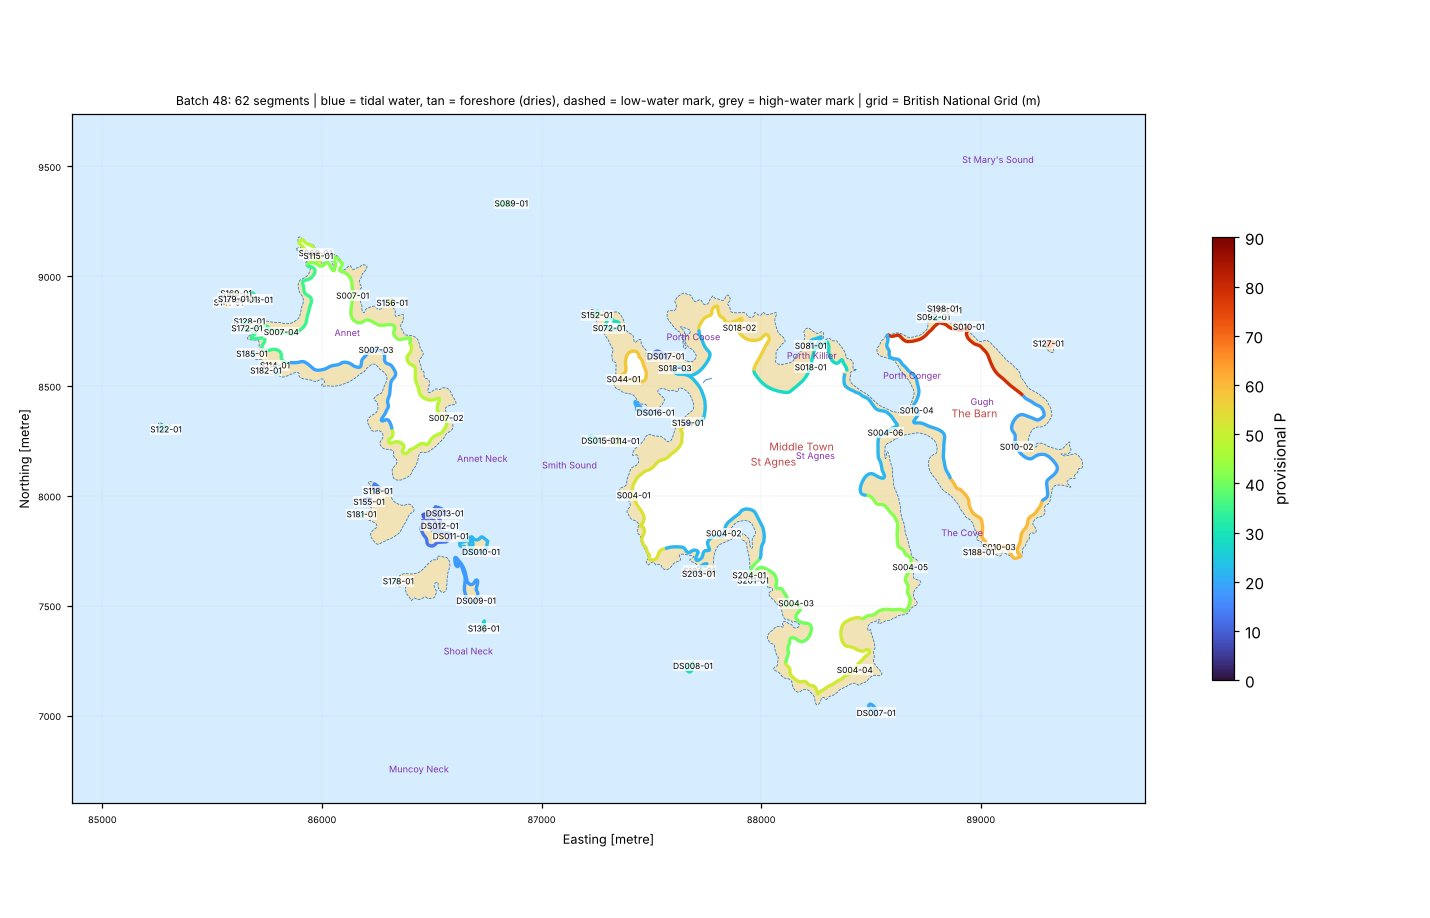 Batch 48: 62 segments | blue = tidal water, tan = foreshore (dries), dashed = low-water mark, grey = high-water mark | grid = British National Grid (m)
St Mary's Sound
9500
S089-01
S115-01
9000
S007-01
S156-01
S179-01
S198-01
S092-01
S010-01
S152-01
S072-01
S018-02
S128-01
S172-01
S007-04
Annet
Porth Coose
S127-01
S081-01
S007-03
S185-01
DS017-01
Porth Killier
S182-01
S018-03
S018-01
8500
S044-01
Porth Conger
Gugh
The Barn
S007-02
DS016-01
S010-04
S122-01
S159-01
S004-06
DS015-01
Middle Town
S010-02
Annet Neck
Smith Sound
St Agnes
St Agnes
S118-01
8000
S155-01
S004-01
S181-01
DS013-01
DS012-01
DS011-01
S004-02
The Cove
DS010-01
S010-03
S188-01
S178-01
S203-01
S204-01
S004-05
7500
DS009-01
S004-03
S136-01
Shoal Neck
DS008-01
S004-04
7000
DS007-01
Muncoy Neck
85000
86000
87000
88000
89000
Easting [metre]
Northing [metre]
90
80
70
60
50
40
30
20
10
0
provisional P